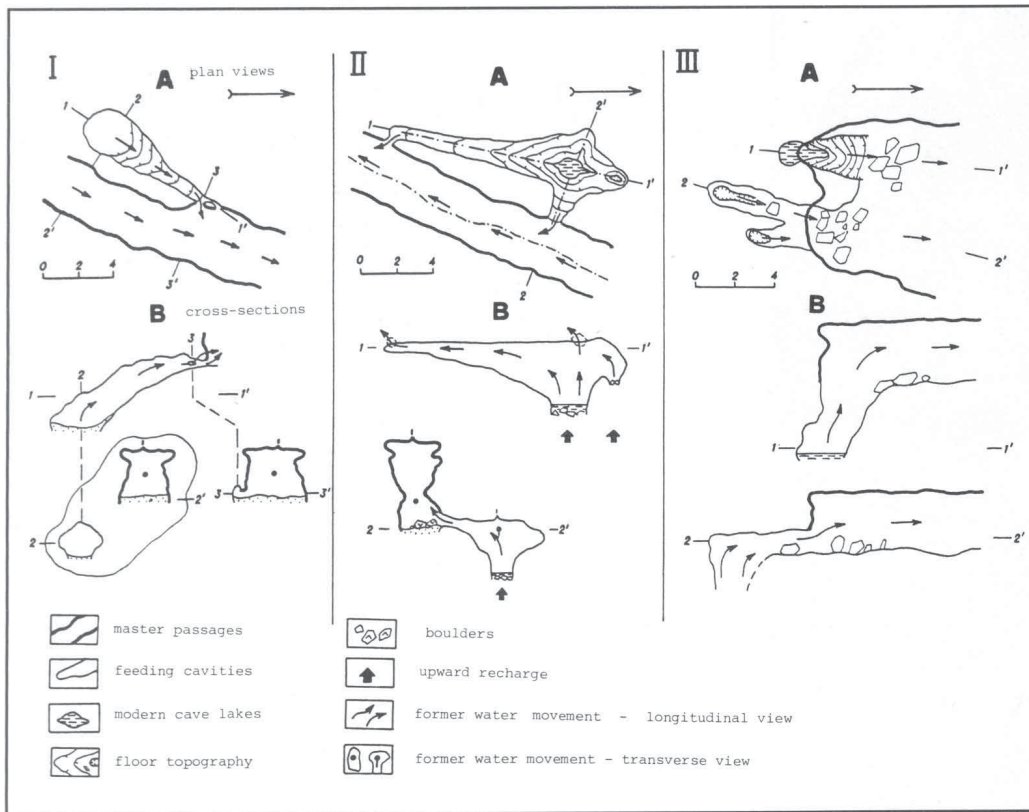 I
A plan views
1
2
3
1'
2'
3'
0 2 4
B cross-sections
3
2
1
1'
2'
3
3'
2
II
A
1
2'
1'
0 2 4
2
B
1
1'
2
2'
III
A
1
2
1'
2'
0 2 4
B
1
1'
2
2'
master passages
feeding cavities
modern cave lakes
floor topography
boulders
upward recharge
former water movement - longitudinal view
former water movement - transverse view